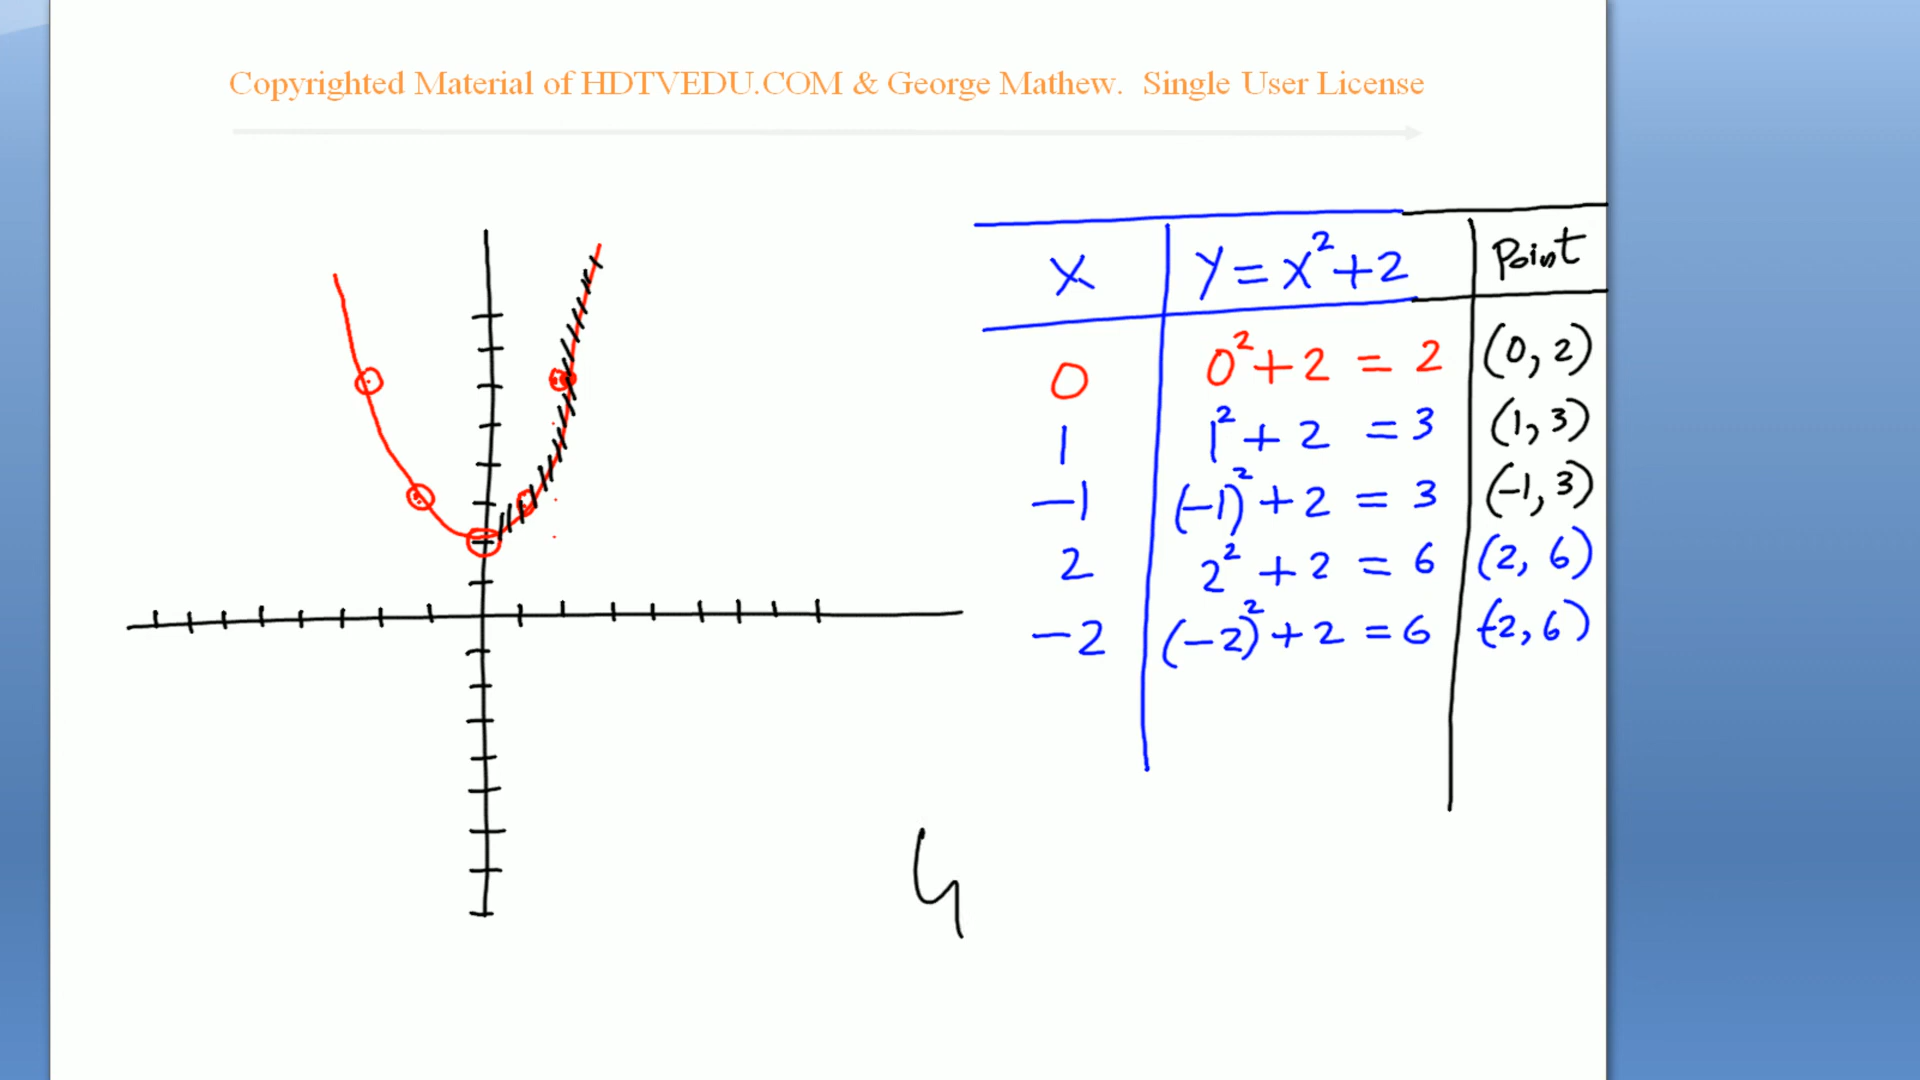 Copyrighted Material of HDTVEDU.COM & George Mathew. Single User License
x y = x²+2 Point
0 0²+2 = 2 (0, 2)
1 1²+2 = 3 (1, 3)
-1 (-1)²+2 = 3 (-1, 3)
2 2²+2 = 6 (2, 6)
-2 (-2)²+2 = 6 (-2, 6)